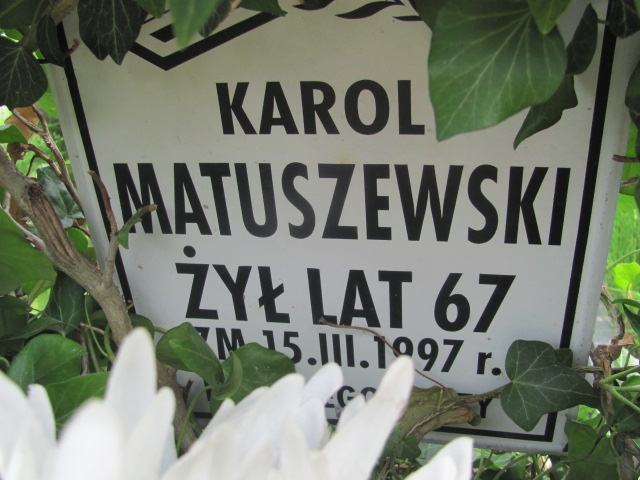 KAROL
MATUSZEWSKI
ŻYŁ LAT 67
ZM 15.III.1997 r.